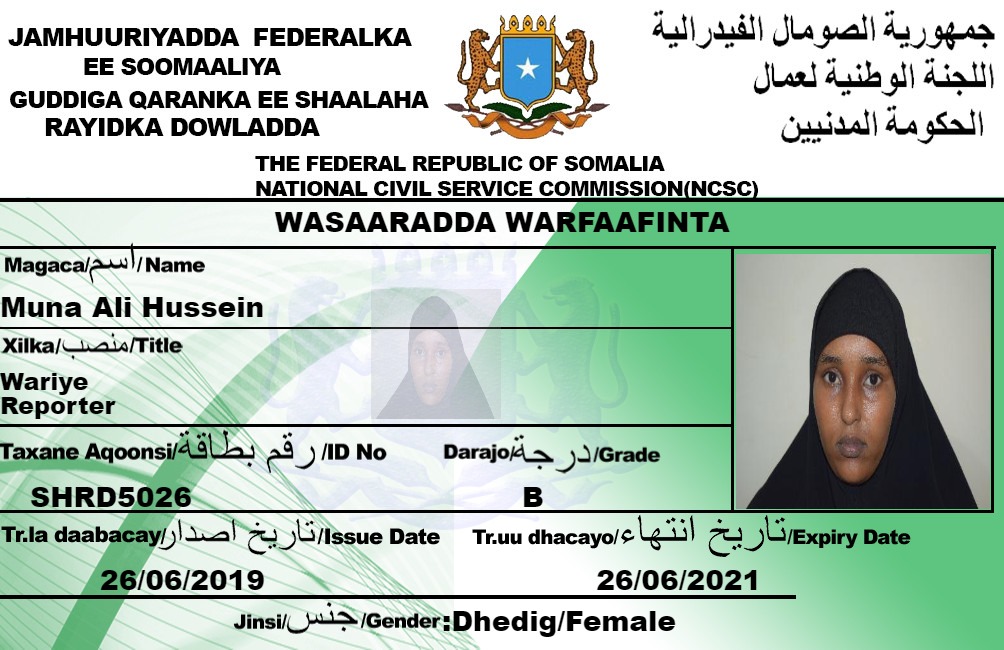 JAMHUURIYADDA FEDERALKA
EE SOOMAALIYA
GUDDIGA QARANKA EE SHAALAHA
RAYIDKA DOWLADDA
جمهورية الصومال الفيدرالية
اللجنة الوطنية لعمال
الحكومة المدنيين
THE FEDERAL REPUBLIC OF SOMALIA
NATIONAL CIVIL SERVICE COMMISSION(NCSC)
WASAARADDA WARFAAFINTA
Magaca/اسم/Name
Muna Ali Hussein
Xilka/منصب/Title
Wariye
Reporter
Taxane Aqoonsi/رقم بطاقة/ID No
Darajo/درجة/Grade
SHRD5026
B
Tr.la daabacay/تاريخ اصدار/Issue Date
Tr.uu dhacayo/تاريخ انتهاء/Expiry Date
26/06/2019
26/06/2021
Jinsi/جنس/Gender:Dhedig/Female